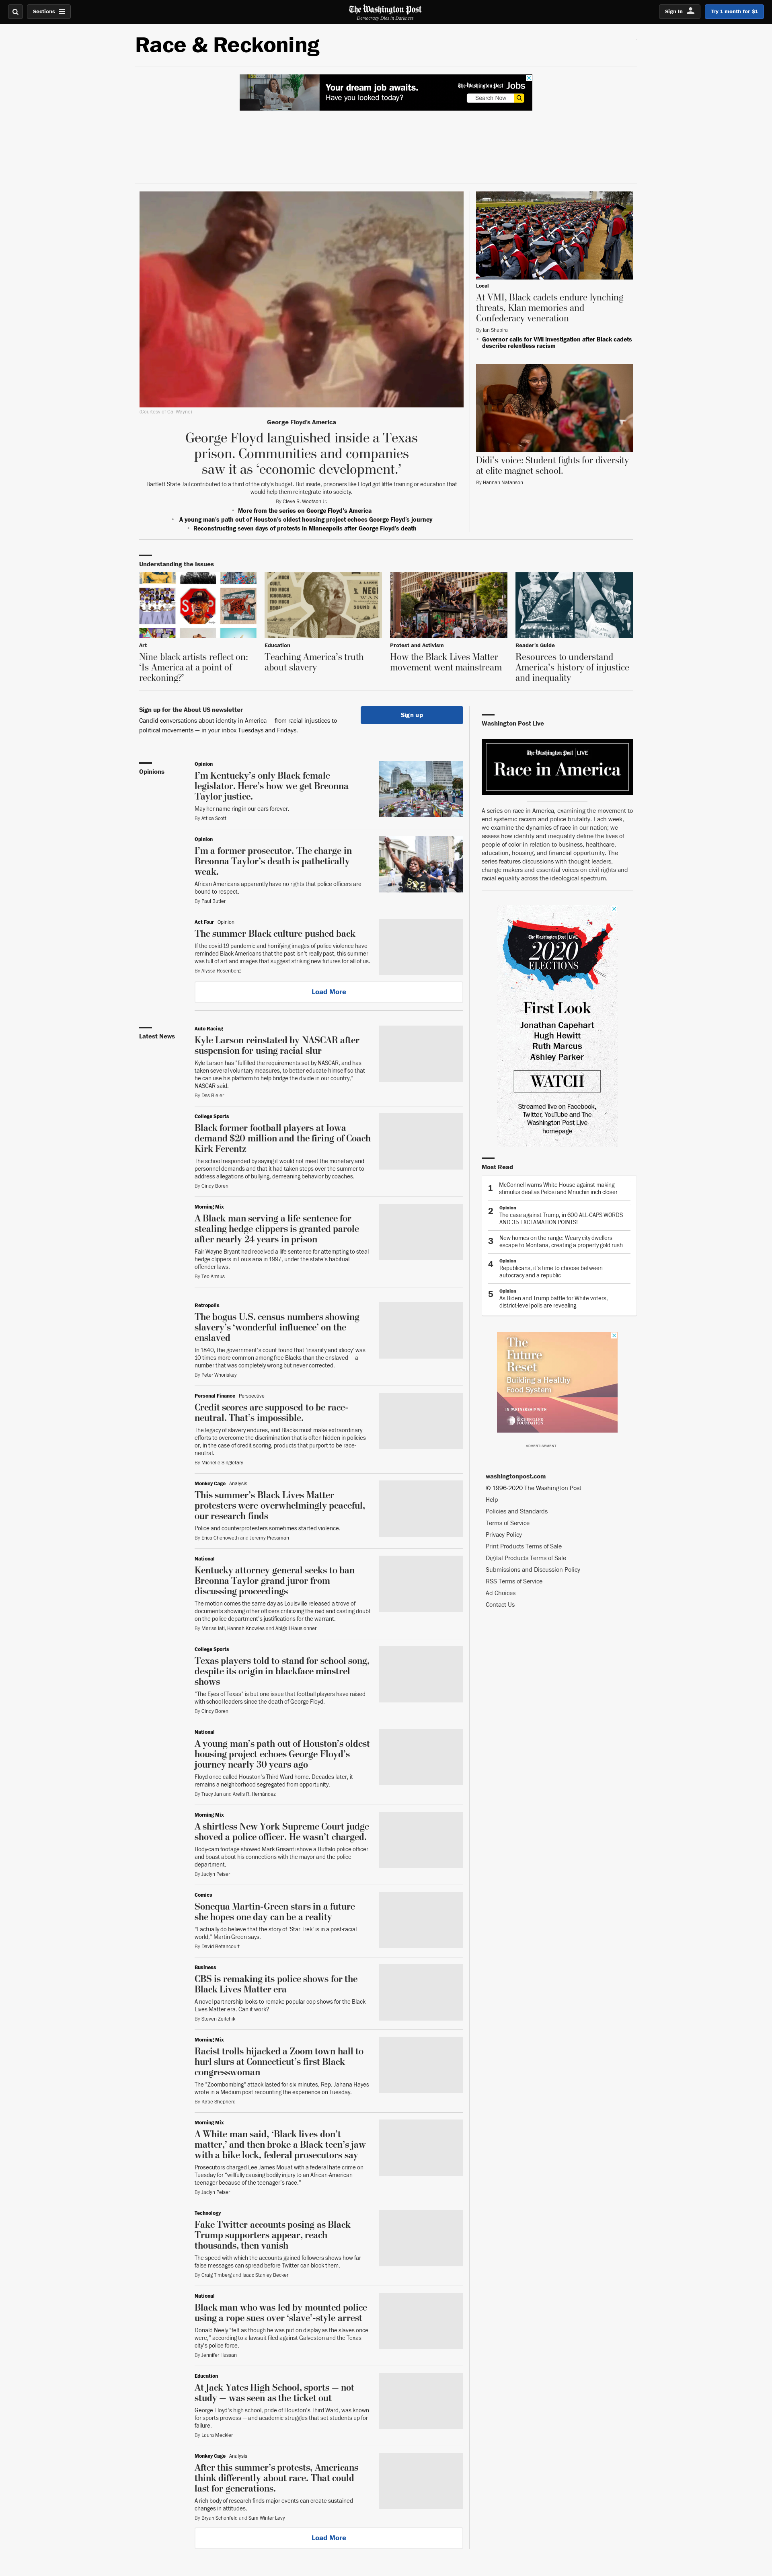 Sections
The Washington Post
Democracy Dies in Darkness
Sign In
Try 1 month for $1
Race & Reckoning
Your dream job awaits.
Have you looked today?
The Washington Post Jobs
Search Now
(Courtesy of Cal Wayne)
George Floyd's America
George Floyd languished inside a Texas
prison. Communities and companies
saw it as 'economic development.'
Bartlett State Jail contributed to a third of the city's budget. But inside, prisoners like Floyd got little training or education that
would help them reintegrate into society.
By Cleve R. Wootson Jr.
More from the series on George Floyd's America
A young man's path out of Houston's oldest housing project echoes George Floyd's journey
Reconstructing seven days of protests in Minneapolis after George Floyd's death
Local
At VMI, Black cadets endure lynching
threats, Klan memories and
Confederacy veneration
By Ian Shapira
Governor calls for VMI investigation after Black cadets
describe relentless racism
Didi's voice: Student fights for diversity
at elite magnet school.
By Hannah Natanson
Understanding the Issues
Art
Nine black artists reflect on:
'Is America at a point of
reckoning?'
Education
Teaching America's truth
about slavery
Protest and Activism
How the Black Lives Matter
movement went mainstream
Reader's Guide
Resources to understand
America's history of injustice
and inequality
Sign up for the About US newsletter
Candid conversations about identity in America — from racial injustices to
political movements — in your inbox Tuesdays and Fridays.
Sign up
Opinions
Opinion
I'm Kentucky's only Black female
legislator. Here's how we get Breonna
Taylor justice.
May her name ring in our ears forever.
By Attica Scott
Opinion
I'm a former prosecutor. The charge in
Breonna Taylor's death is pathetically
weak.
African Americans apparently have no rights that police officers are
bound to respect.
By Paul Butler
Act Four Opinion
The summer Black culture pushed back
If the covid-19 pandemic and horrifying images of police violence have
reminded Black Americans that the past isn't really past, this summer
was full of art and images that suggest striking new futures for all of us.
By Alyssa Rosenberg
Load More
Latest News
Auto Racing
Kyle Larson reinstated by NASCAR after
suspension for using racial slur
Kyle Larson has "fulfilled the requirements set by NASCAR, and has
taken several voluntary measures, to better educate himself so that
he can use his platform to help bridge the divide in our country,"
NASCAR said.
By Des Bieler
College Sports
Black former football players at Iowa
demand $20 million and the firing of Coach
Kirk Ferentz
The school responded by saying it would not meet the monetary and
personnel demands and that it had taken steps over the summer to
address allegations of bullying, demeaning behavior by coaches.
By Cindy Boren
Morning Mix
A Black man serving a life sentence for
stealing hedge clippers is granted parole
after nearly 24 years in prison
Fair Wayne Bryant had received a life sentence for attempting to steal
hedge clippers in Louisiana in 1997, under the state's habitual
offender laws.
By Teo Armus
Retropolis
The bogus U.S. census numbers showing
slavery's 'wonderful influence' on the
enslaved
In 1840, the government's count found that 'insanity and idiocy' was
10 times more common among free Blacks than the enslaved — a
number that was completely wrong but never corrected.
By Peter Whoriskey
Personal Finance Perspective
Credit scores are supposed to be race-
neutral. That's impossible.
The legacy of slavery endures, and Blacks must make extraordinary
efforts to overcome the discrimination that is often hidden in policies
or, in the case of credit scoring, products that purport to be race-
neutral.
By Michelle Singletary
Monkey Cage Analysis
This summer's Black Lives Matter
protesters were overwhelmingly peaceful,
our research finds
Police and counterprotesters sometimes started violence.
By Erica Chenoweth and Jeremy Pressman
National
Kentucky attorney general seeks to ban
Breonna Taylor grand juror from
discussing proceedings
The motion comes the same day as Louisville released a trove of
documents showing other officers criticizing the raid and casting doubt
on the police department's justifications for the warrant.
By Marisa Iati, Hannah Knowles and Abigail Hauslohner
College Sports
Texas players told to stand for school song,
despite its origin in blackface minstrel
shows
"The Eyes of Texas" is but one issue that football players have raised
with school leaders since the death of George Floyd.
By Cindy Boren
National
A young man's path out of Houston's oldest
housing project echoes George Floyd's
journey nearly 30 years ago
Floyd once called Houston's Third Ward home. Decades later, it
remains a neighborhood segregated from opportunity.
By Tracy Jan and Arelis R. Hernández
Morning Mix
A shirtless New York Supreme Court judge
shoved a police officer. He wasn't charged.
Body-cam footage showed Mark Grisanti shove a Buffalo police officer
and boast about his connections with the mayor and the police
department.
By Jaclyn Peiser
Comics
Sonequa Martin-Green stars in a future
she hopes one day can be a reality
"I actually do believe that the story of 'Star Trek' is in a post-racial
world," Martin-Green says.
By David Betancourt
Business
CBS is remaking its police shows for the
Black Lives Matter era
A novel partnership looks to remake popular cop shows for the Black
Lives Matter era. Can it work?
By Steven Zeitchik
Morning Mix
Racist trolls hijacked a Zoom town hall to
hurl slurs at Connecticut's first Black
congresswoman
The "Zoombombing" attack lasted for six minutes, Rep. Jahana Hayes
wrote in a Medium post recounting the experience on Tuesday.
By Katie Shepherd
Morning Mix
A White man said, 'Black lives don't
matter,' and then broke a Black teen's jaw
with a bike lock, federal prosecutors say
Prosecutors charged Lee James Mouat with a federal hate crime on
Tuesday for "willfully causing bodily injury to an African-American
teenager because of the teenager's race."
By Jaclyn Peiser
Technology
Fake Twitter accounts posing as Black
Trump supporters appear, reach
thousands, then vanish
The speed with which the accounts gained followers shows how far
false messages can spread before Twitter can block them.
By Craig Timberg and Isaac Stanley-Becker
National
Black man who was led by mounted police
using a rope sues over 'slave'-style arrest
Donald Neely "felt as though he was put on display as the slaves once
were," according to a lawsuit filed against Galveston and the Texas
city's police force.
By Jennifer Hassan
Education
At Jack Yates High School, sports — not
study — was seen as the ticket out
George Floyd's high school, pride of Houston's Third Ward, was known
for sports prowess — and academic struggles that set students up for
failure.
By Laura Meckler
Monkey Cage Analysis
After this summer's protests, Americans
think differently about race. That could
last for generations.
A rich body of research finds major events can create sustained
changes in attitudes.
By Bryan Schonfeld and Sam Winter-Levy
Load More
Washington Post Live
The Washington Post LIVE
Race in America
A series on race in America, examining the movement to
end systemic racism and police brutality. Each week,
we examine the dynamics of race in our nation; we
assess how identity and inequality define the lives of
people of color in relation to business, healthcare,
education, housing, and financial opportunity. The
series features discussions with thought leaders,
change makers and essential voices on civil rights and
racial equality across the ideological spectrum.
The Washington Post LIVE
2020
ELECTIONS
First Look
Jonathan Capehart
Hugh Hewitt
Ruth Marcus
Ashley Parker
WATCH
Streamed live on Facebook,
Twitter, YouTube and The
Washington Post Live
homepage
Most Read
1 McConnell warns White House against making
stimulus deal as Pelosi and Mnuchin inch closer
2 Opinion
The case against Trump, in 600 ALL-CAPS WORDS
AND 35 EXCLAMATION POINTS!
3 New homes on the range: Weary city dwellers
escape to Montana, creating a property gold rush
4 Opinion
Republicans, it's time to choose between
autocracy and a republic
5 Opinion
As Biden and Trump battle for White voters,
district-level polls are revealing
The
Future
Reset
Building a Healthy
Food System
IN PARTNERSHIP WITH
ROCKEFELLER
FOUNDATION
ADVERTISEMENT
washingtonpost.com
© 1996-2020 The Washington Post
Help
Policies and Standards
Terms of Service
Privacy Policy
Print Products Terms of Sale
Digital Products Terms of Sale
Submissions and Discussion Policy
RSS Terms of Service
Ad Choices
Contact Us